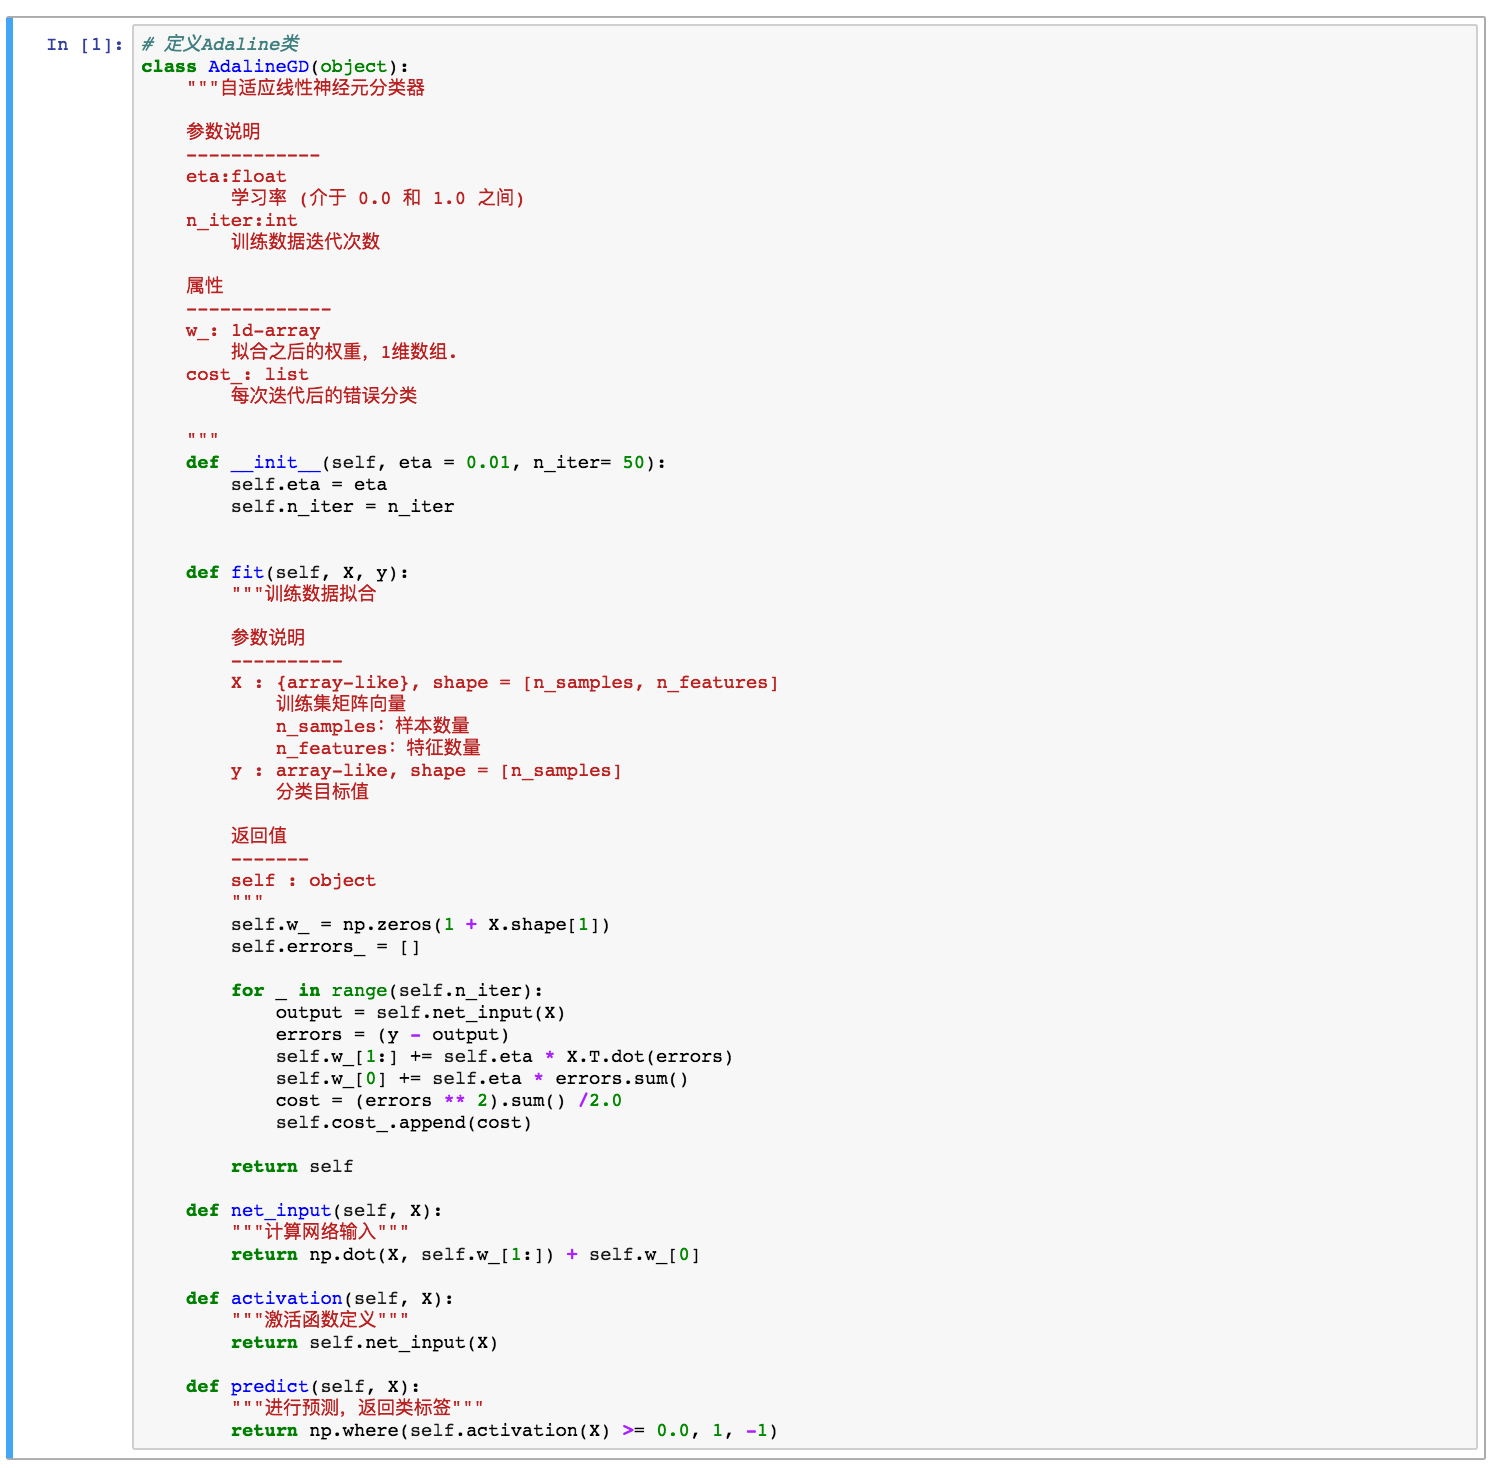 In [1]:
# 定义Adaline类
class AdalineGD(object):
    """自适应线性神经元分类器

    参数说明
    ------------
    eta:float
        学习率 (介于 0.0 和 1.0 之间)
    n_iter:int
        训练数据迭代次数

    属性
    -------------
    w_: 1d-array
        拟合之后的权重, 1维数组.
    cost_: list
        每次迭代后的错误分类

    """
    def __init__(self, eta = 0.01, n_iter= 50):
        self.eta = eta
        self.n_iter = n_iter


    def fit(self, X, y):
        """训练数据拟合

        参数说明
        ----------
        X : {array-like}, shape = [n_samples, n_features]
            训练集矩阵向量
            n_samples: 样本数量
            n_features: 特征数量
        y : array-like, shape = [n_samples]
            分类目标值

        返回值
        -------
        self : object
        """
        self.w_ = np.zeros(1 + X.shape[1])
        self.errors_ = []

        for _ in range(self.n_iter):
            output = self.net_input(X)
            errors = (y - output)
            self.w_[1:] += self.eta * X.T.dot(errors)
            self.w_[0] += self.eta * errors.sum()
            cost = (errors ** 2).sum() /2.0
            self.cost_.append(cost)

        return self

    def net_input(self, X):
        """计算网络输入"""
        return np.dot(X, self.w_[1:]) + self.w_[0]

    def activation(self, X):
        """激活函数定义"""
        return self.net_input(X)

    def predict(self, X):
        """进行预测, 返回类标签"""
        return np.where(self.activation(X) >= 0.0, 1, -1)